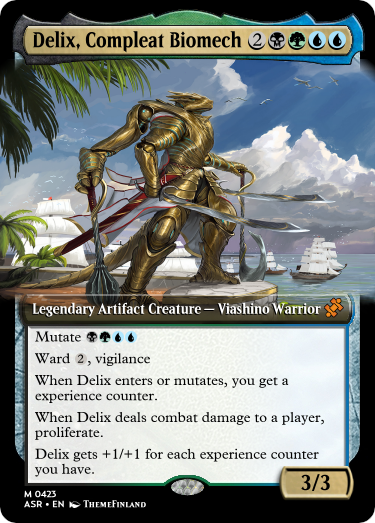 Delix, Compleat Biomech 2
Legendary Artifact Creature — Viashino Warrior
Mutate
Ward 2, vigilance
When Delix enters or mutates, you get a
experience counter.
When Delix deals combat damage to a player,
proliferate.
Delix gets +1/+1 for each experience counter
you have.
3/3
M 0423
ASR • EN ThemeFinland